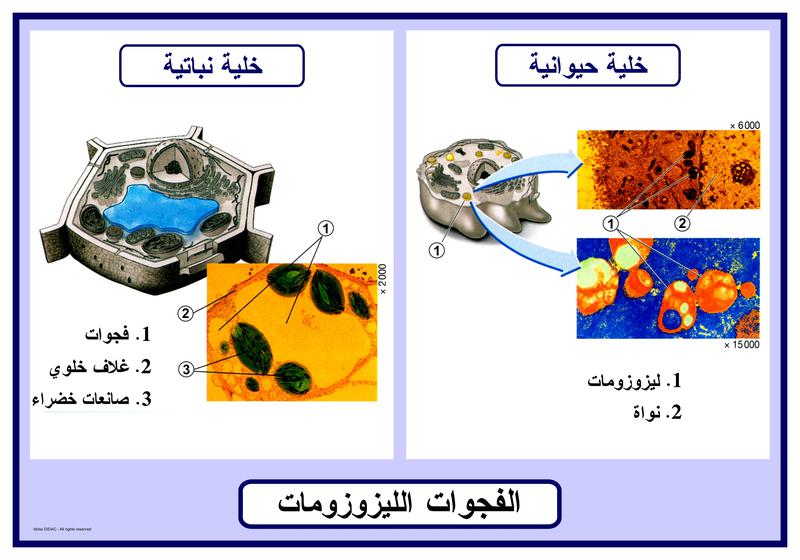 خلية حيوانية
× 6000
1
2
1
× 15000
1. ليزوزومات
2. نواة
خلية نباتية
1
× 2000
2
3
1. فجوات
2. غلاف خلوي
3. صانعات خضراء
الفجوات الليزوزومات
Idriss DIDAC - All rights reserved